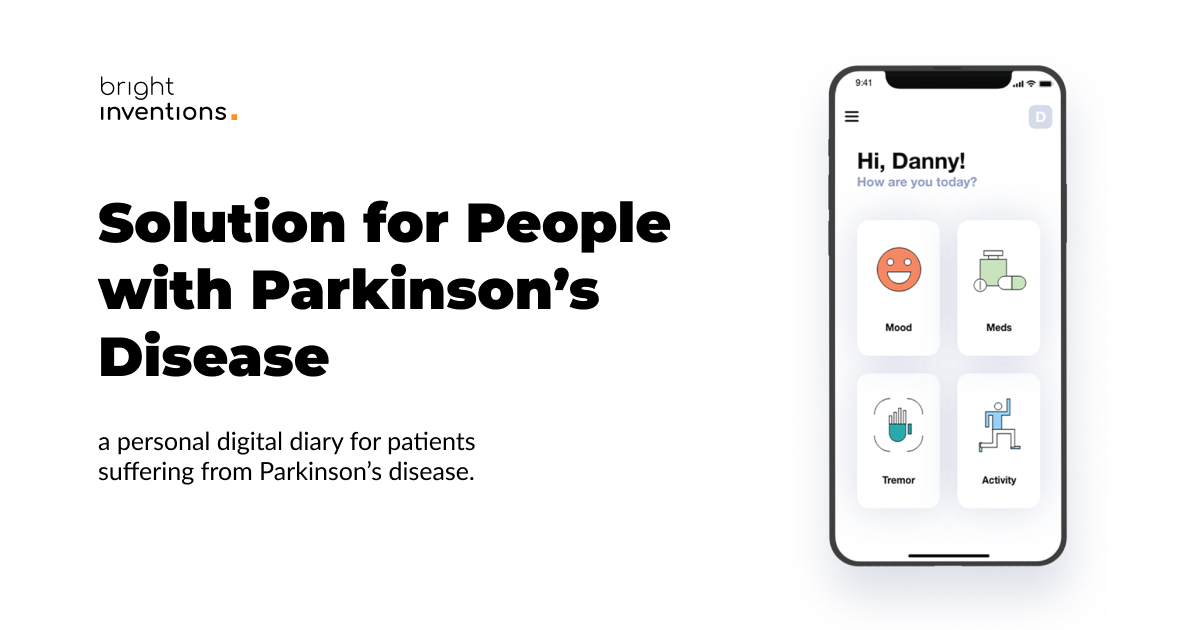 bright
inventions.
Solution for People
with Parkinson’s
Disease
a personal digital diary for patients
suffering from Parkinson’s disease.
9:41
D
Hi, Danny!
How are you today?
Mood
Meds
Tremor
Activity